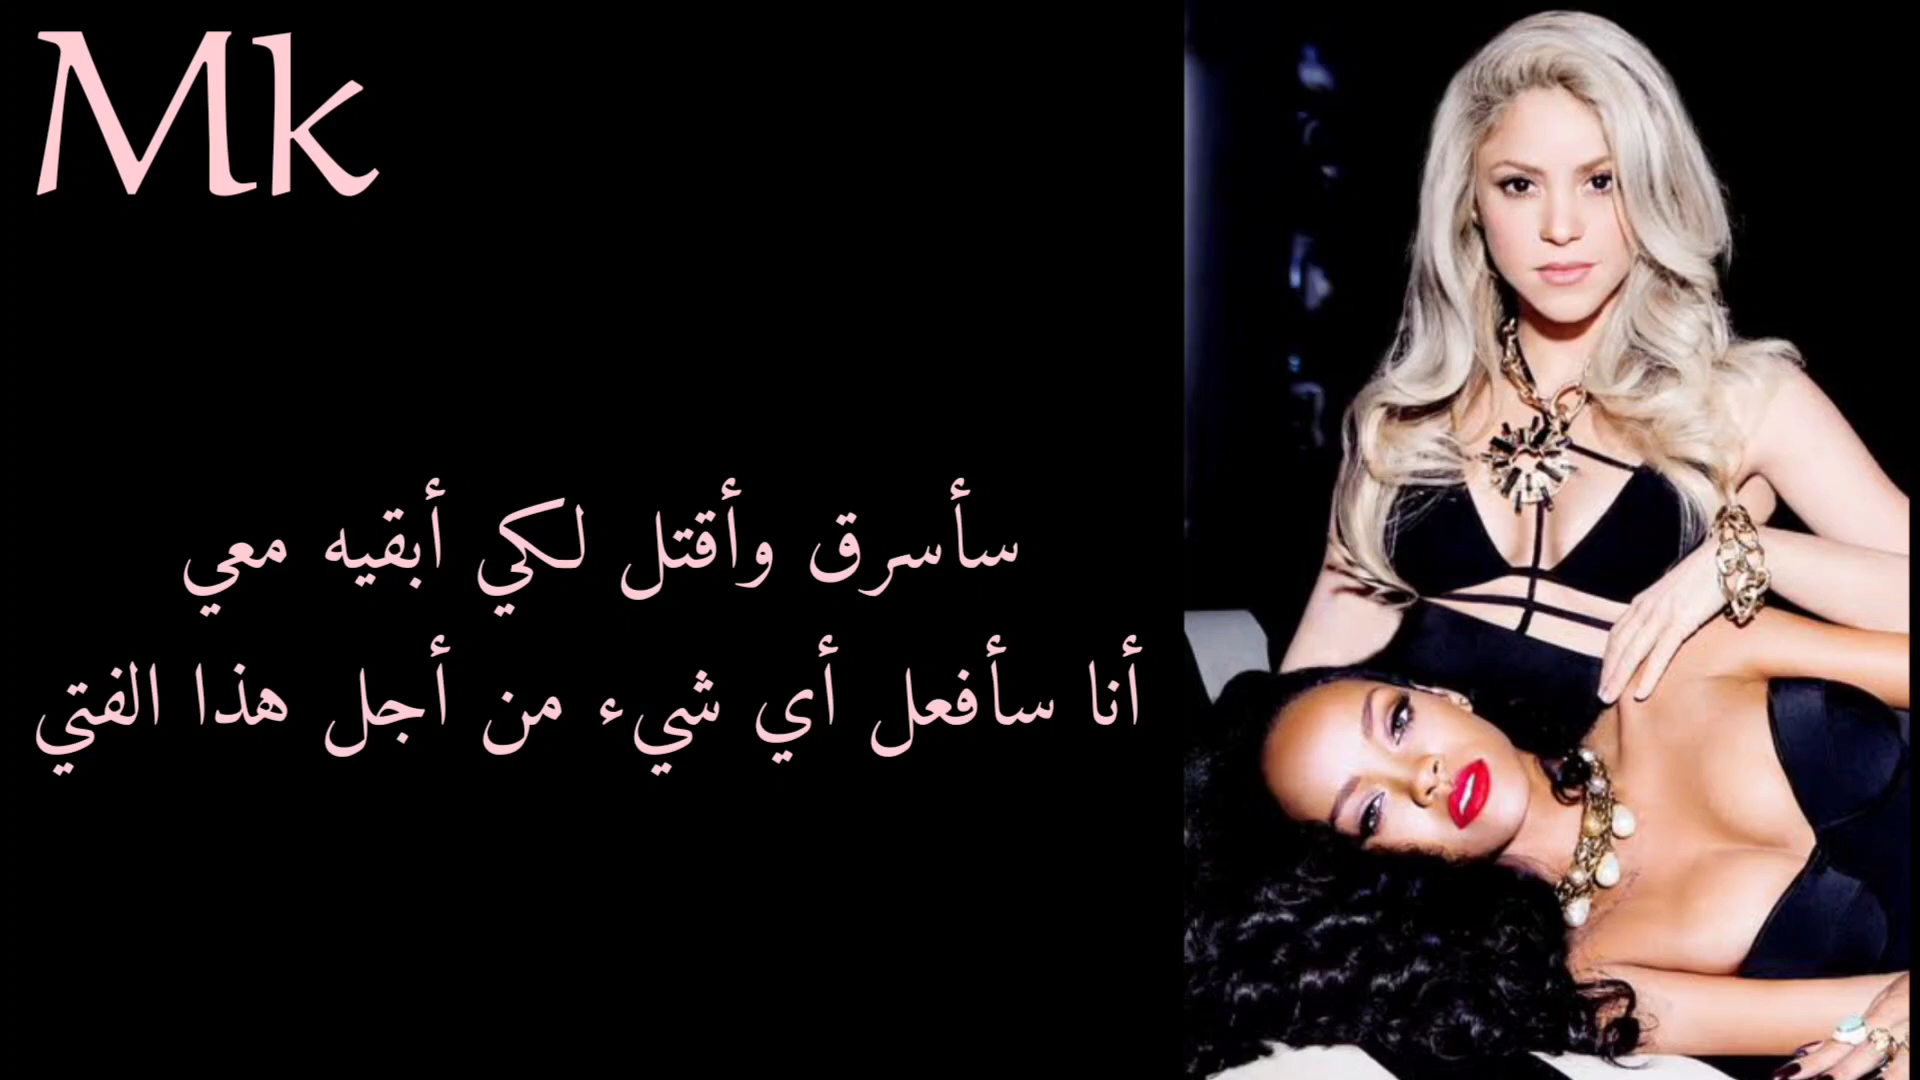 Mk
سأسرق وأقتل لكي أبقيه معي
أنا سأفعل أي شيء من أجل هذا الفتي